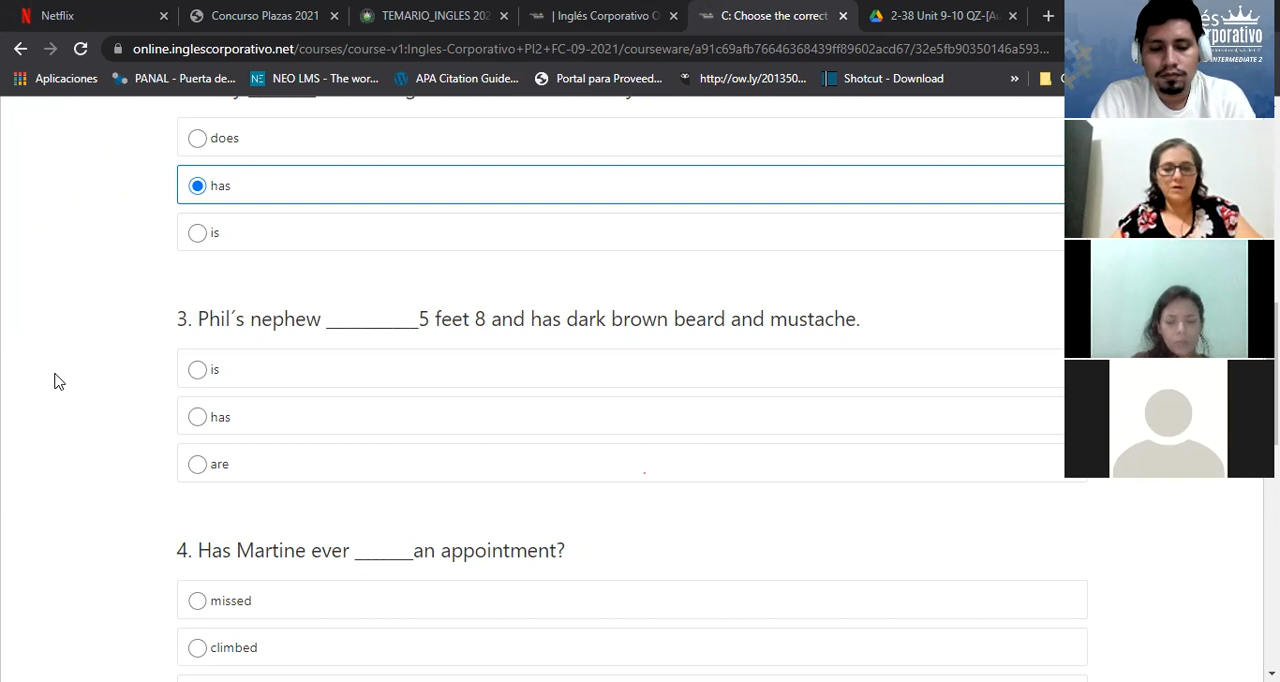 Netflix
Concurso Plazas 2021
TEMARIO_INGLES 202
| Inglés Corporativo
C: Choose the correct
2-38 Unit 9-10 QZ-[A
online.inglescorporativo.net/courses/course-v1:Ingles-Corporativo+PI2+FC-09-2021/courseware/a91c69afb76646368439ff89602acd67/32e5fb90350146a593...
Aplicaciones
PANAL - Puerta de...
NEO LMS - The wor...
APA Citation Guide...
Portal para Proveed...
http://ow.ly/201350...
Shotcut - Download
»
INTERMEDIATE 2
does
has
is
3. Phil´s nephew __________5 feet 8 and has dark brown beard and mustache.
is
has
are
4. Has Martine ever ______an appointment?
missed
climbed